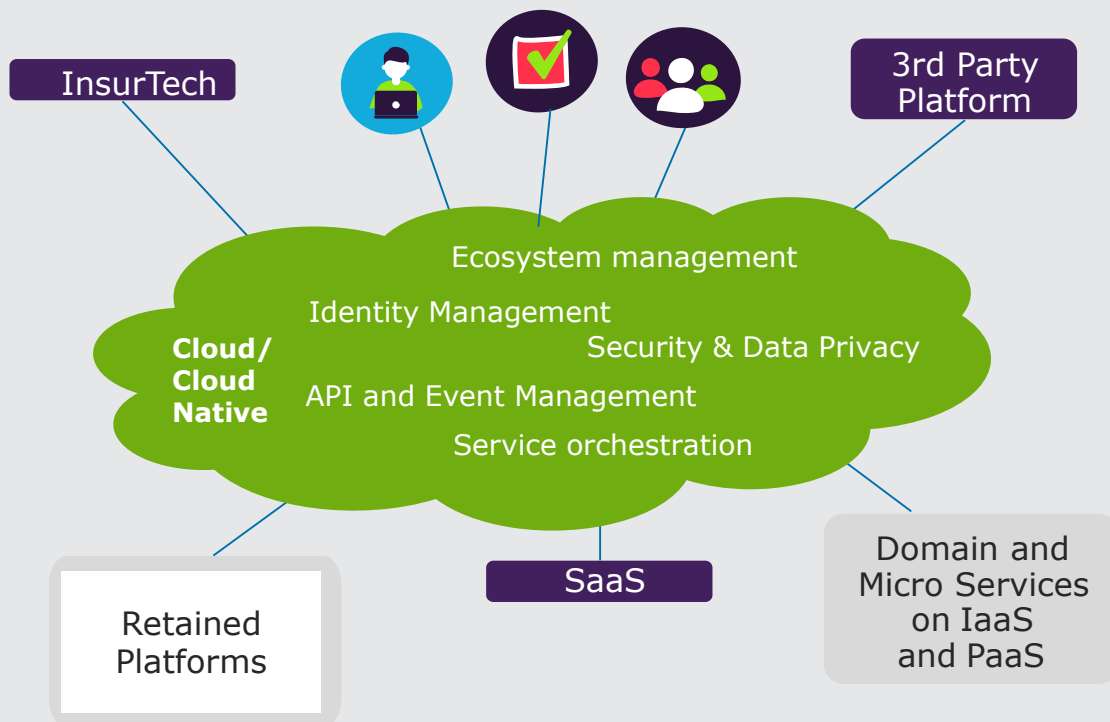 InsurTech
3rd Party
Platform
Ecosystem management
Identity Management
Security & Data Privacy
Cloud/
Cloud
Native
API and Event Management
Service orchestration
SaaS
Retained
Platforms
Domain and
Micro Services
on IaaS
and PaaS